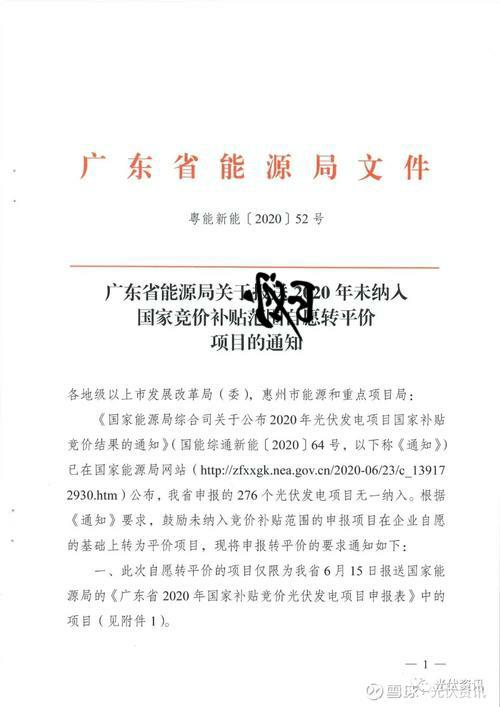 广东省能源局文件
粤能新能〔2020〕52号
广东省能源局关于报送2020年未纳入
国家竞价补贴范围自愿转平价
项目的通知
各地级以上市发展改革局（委），惠州市能源和重点项目局：
《国家能源局综合司关于公布2020年光伏发电项目国家补贴
竞价结果的通知》（国能综通新能〔2020〕64号，以下称《通知》）
已在国家能源局网站（http://zfxxgk.nea.gov.cn/2020-06/23/c_13917
2930.htm）公布，我省申报的276个光伏发电项目无一纳入。根据
《通知》要求，鼓励未纳入竞价补贴范围的申报项目在企业自愿
的基础上转为平价项目，现将申报转平价的要求通知如下：
一、此次自愿转平价的项目仅限为我省6月15日报送国家能
源局的《广东省2020年国家补贴竞价光伏发电项目申报表》中的
项目（见附件1）。
— 1 —
光伏资讯
雪球：光伏资讯